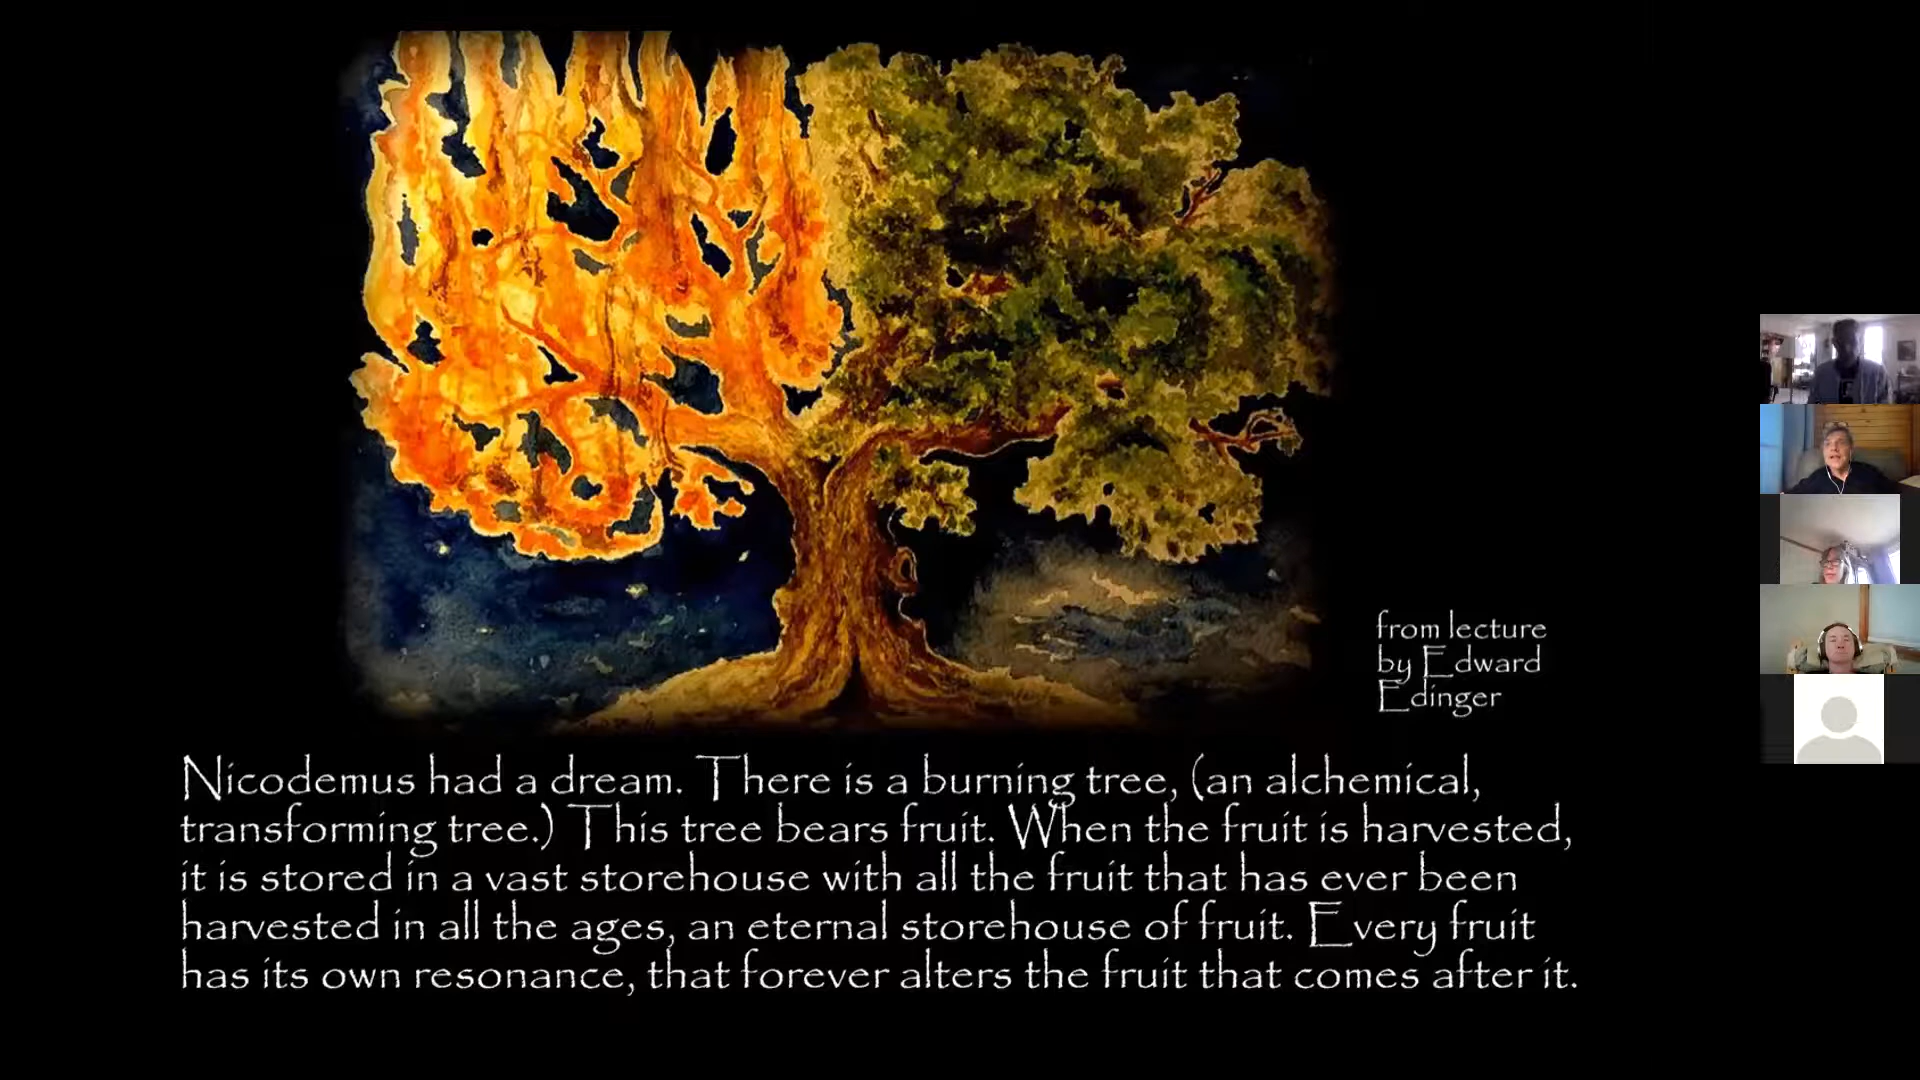 from lecture
by Edward
Edinger
Nicodemus had a dream. There is a burning tree, (an alchemical,
transforming tree.) This tree bears fruit. When the fruit is harvested,
it is stored in a vast storehouse with all the fruit that has ever been
harvested in all the ages, an eternal storehouse of fruit. Every fruit
has its own resonance, that forever alters the fruit that comes after it.